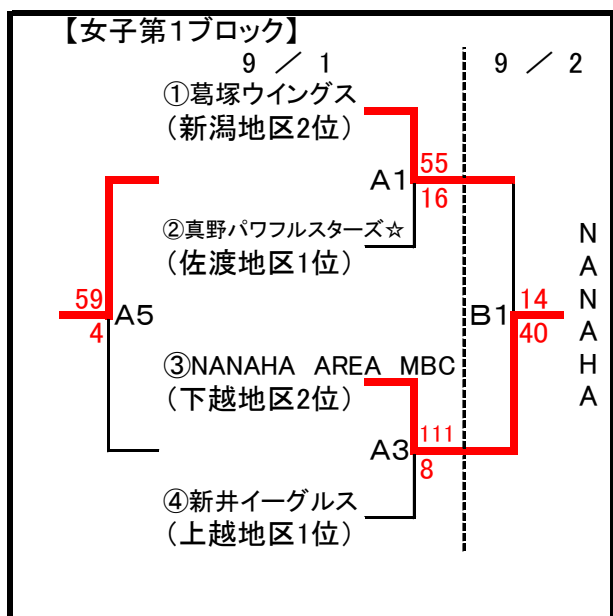 【女子第1ブロック】
9 ／ 1
9 ／ 2
①葛塚ウイングス
（新潟地区2位）
55
A1
16
②真野パワフルスターズ☆
（佐渡地区1位）
59
A5
4
14
B1
40
NANAHA
③NANAHA AREA MBC
（下越地区2位）
111
A3
8
④新井イーグルス
（上越地区1位）